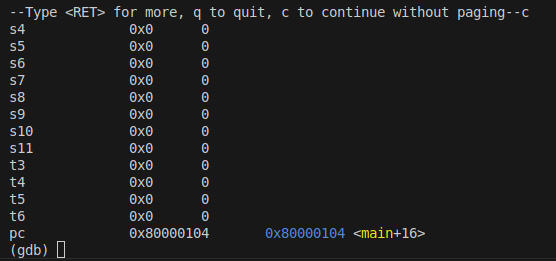 --Type <RET> for more, q to quit, c to continue without paging--c
s4 0x0 0
s5 0x0 0
s6 0x0 0
s7 0x0 0
s8 0x0 0
s9 0x0 0
s10 0x0 0
s11 0x0 0
t3 0x0 0
t4 0x0 0
t5 0x0 0
t6 0x0 0
pc 0x80000104 0x80000104 <main+16>
(gdb)